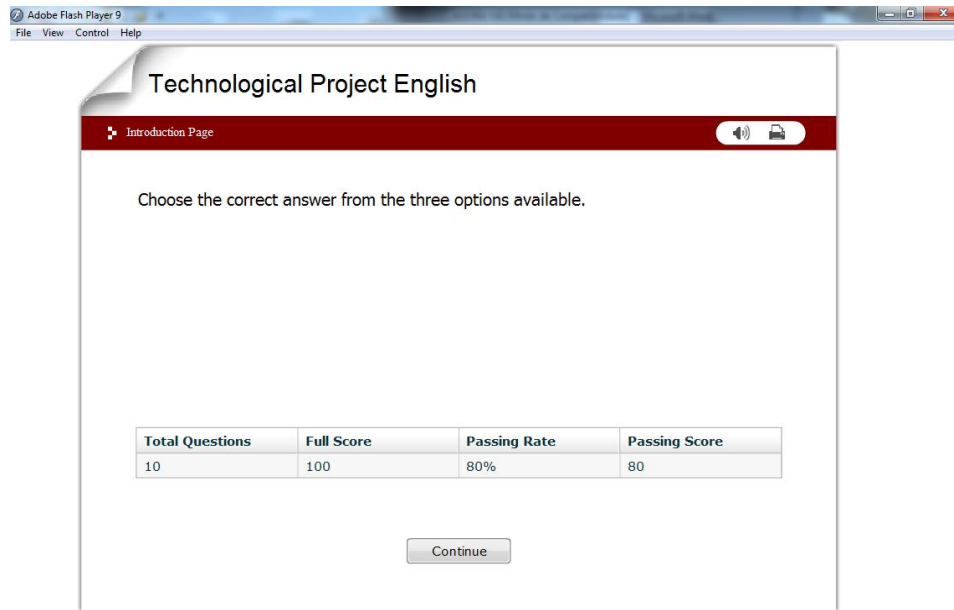 Adobe Flash Player 9
File View Control Help
Technological Project English
Introduction Page
Choose the correct answer from the three options available.
Total Questions Full Score Passing Rate Passing Score
10 100 80% 80
Continue